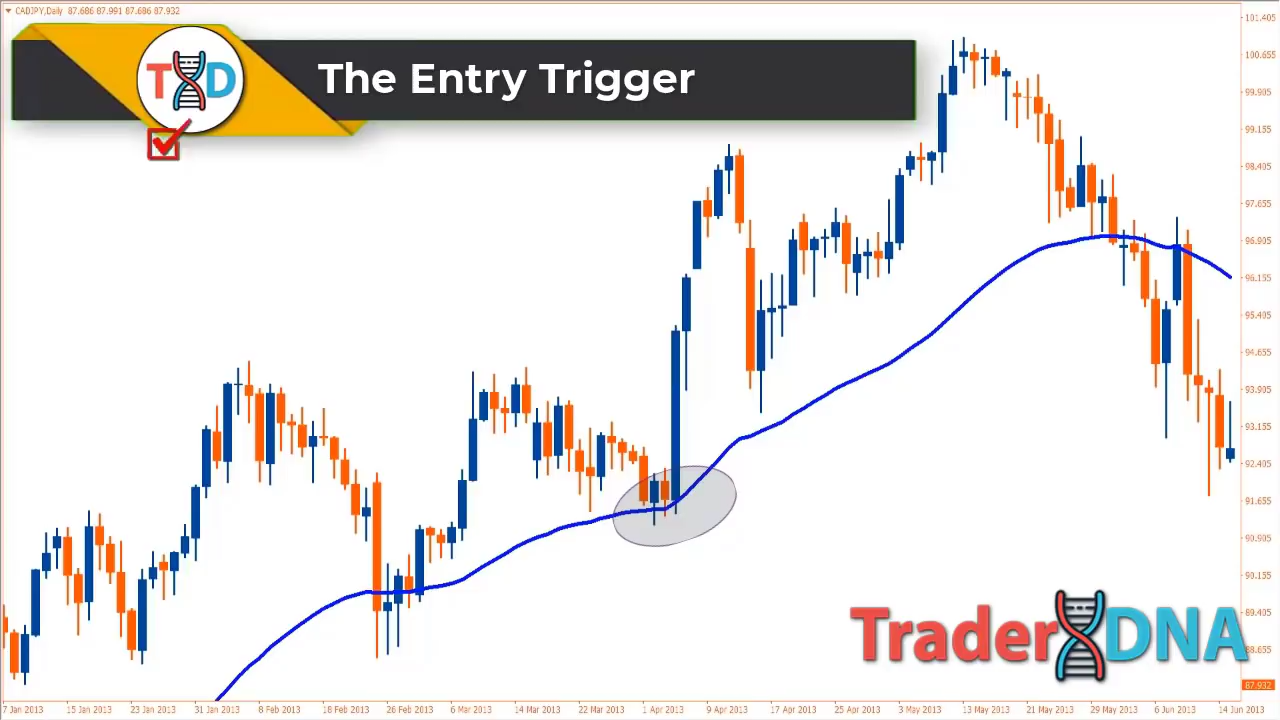 CADJPY,Daily 87.686 87.991 87.686 87.932
TXD
The Entry Trigger
101.405
100.655
99.905
99.155
98.405
97.655
96.905
96.155
95.405
94.655
93.905
93.155
92.405
91.655
90.905
90.155
89.405
88.655
87.932
Trader DNA
7 Jan 2013
15 Jan 2013
23 Jan 2013
31 Jan 2013
8 Feb 2013
18 Feb 2013
26 Feb 2013
6 Mar 2013
14 Mar 2013
22 Mar 2013
1 Apr 2013
9 Apr 2013
17 Apr 2013
25 Apr 2013
3 May 2013
13 May 2013
21 May 2013
29 May 2013
6 Jun 2013
14 Jun 2013